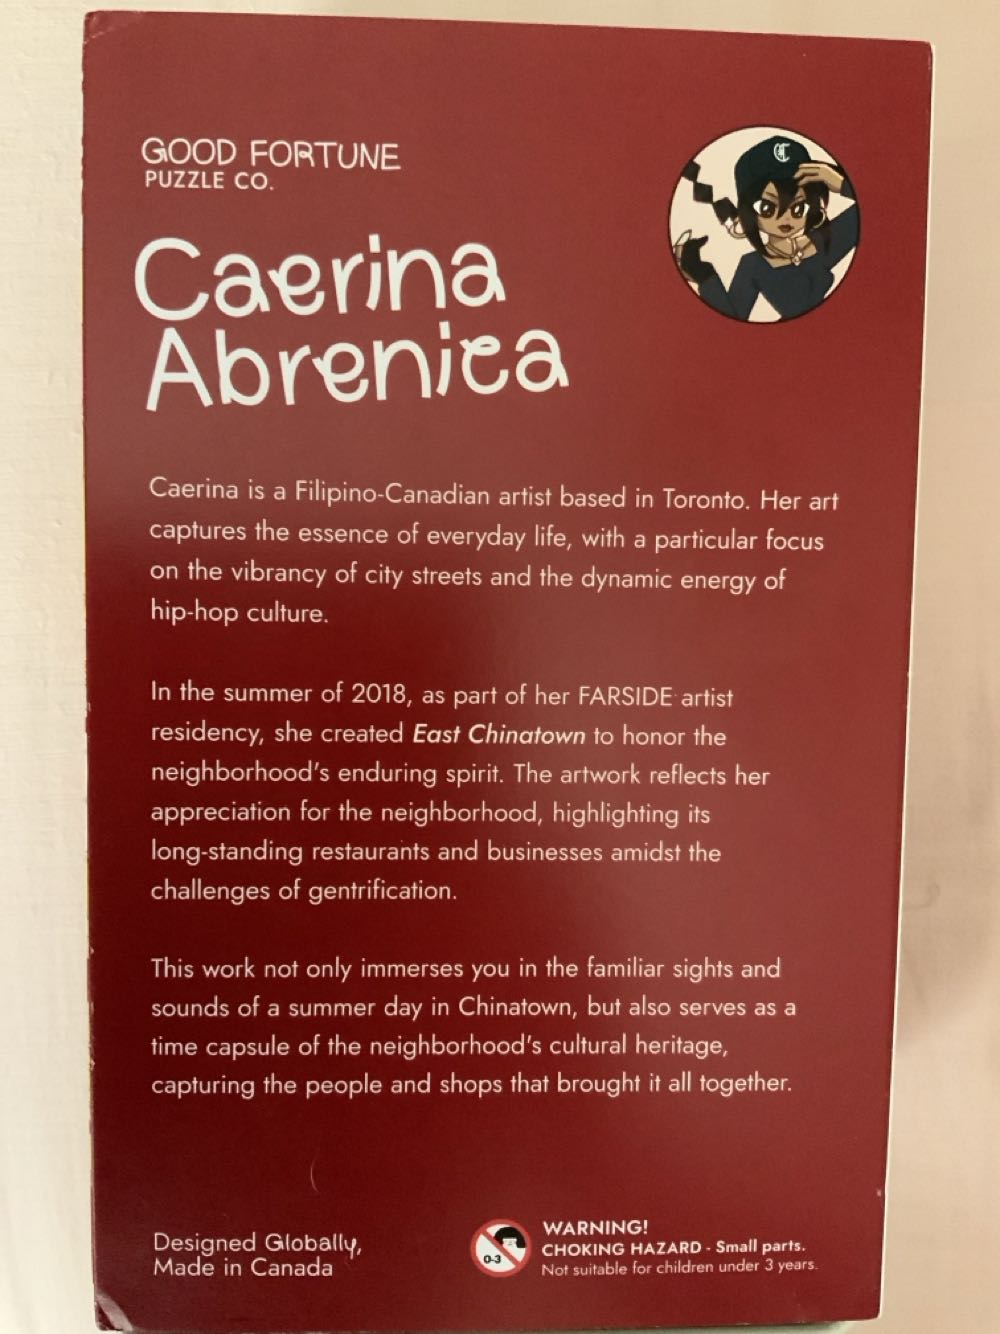 GOOD FORTUNE
PUZZLE CO.
Caerina
Abrenica
Caerina is a Filipino-Canadian artist based in Toronto. Her art
captures the essence of everyday life, with a particular focus
on the vibrancy of city streets and the dynamic energy of
hip-hop culture.
In the summer of 2018, as part of her FARSIDE artist
residency, she created East Chinatown to honor the
neighborhood's enduring spirit. The artwork reflects her
appreciation for the neighborhood, highlighting its
long-standing restaurants and businesses amidst the
challenges of gentrification.
This work not only immerses you in the familiar sights and
sounds of a summer day in Chinatown, but also serves as a
time capsule of the neighborhood's cultural heritage,
capturing the people and shops that brought it all together.
Designed Globally,
Made in Canada
0-3
WARNING!
CHOKING HAZARD - Small parts.
Not suitable for children under 3 years.